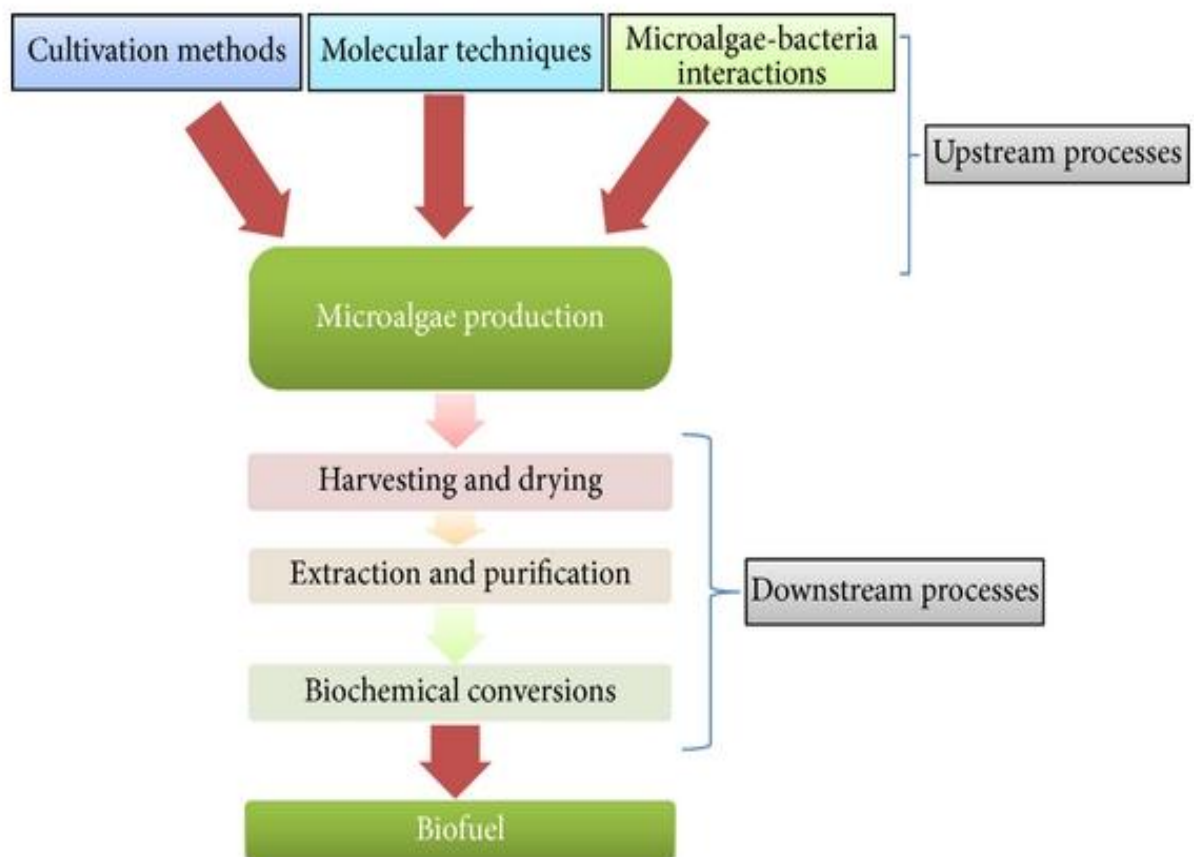 Cultivation methods
Molecular techniques
Microalgae-bacteria
interactions
Upstream processes
Microalgae production
Harvesting and drying
Extraction and purification
Downstream processes
Biochemical conversions
Biofuel